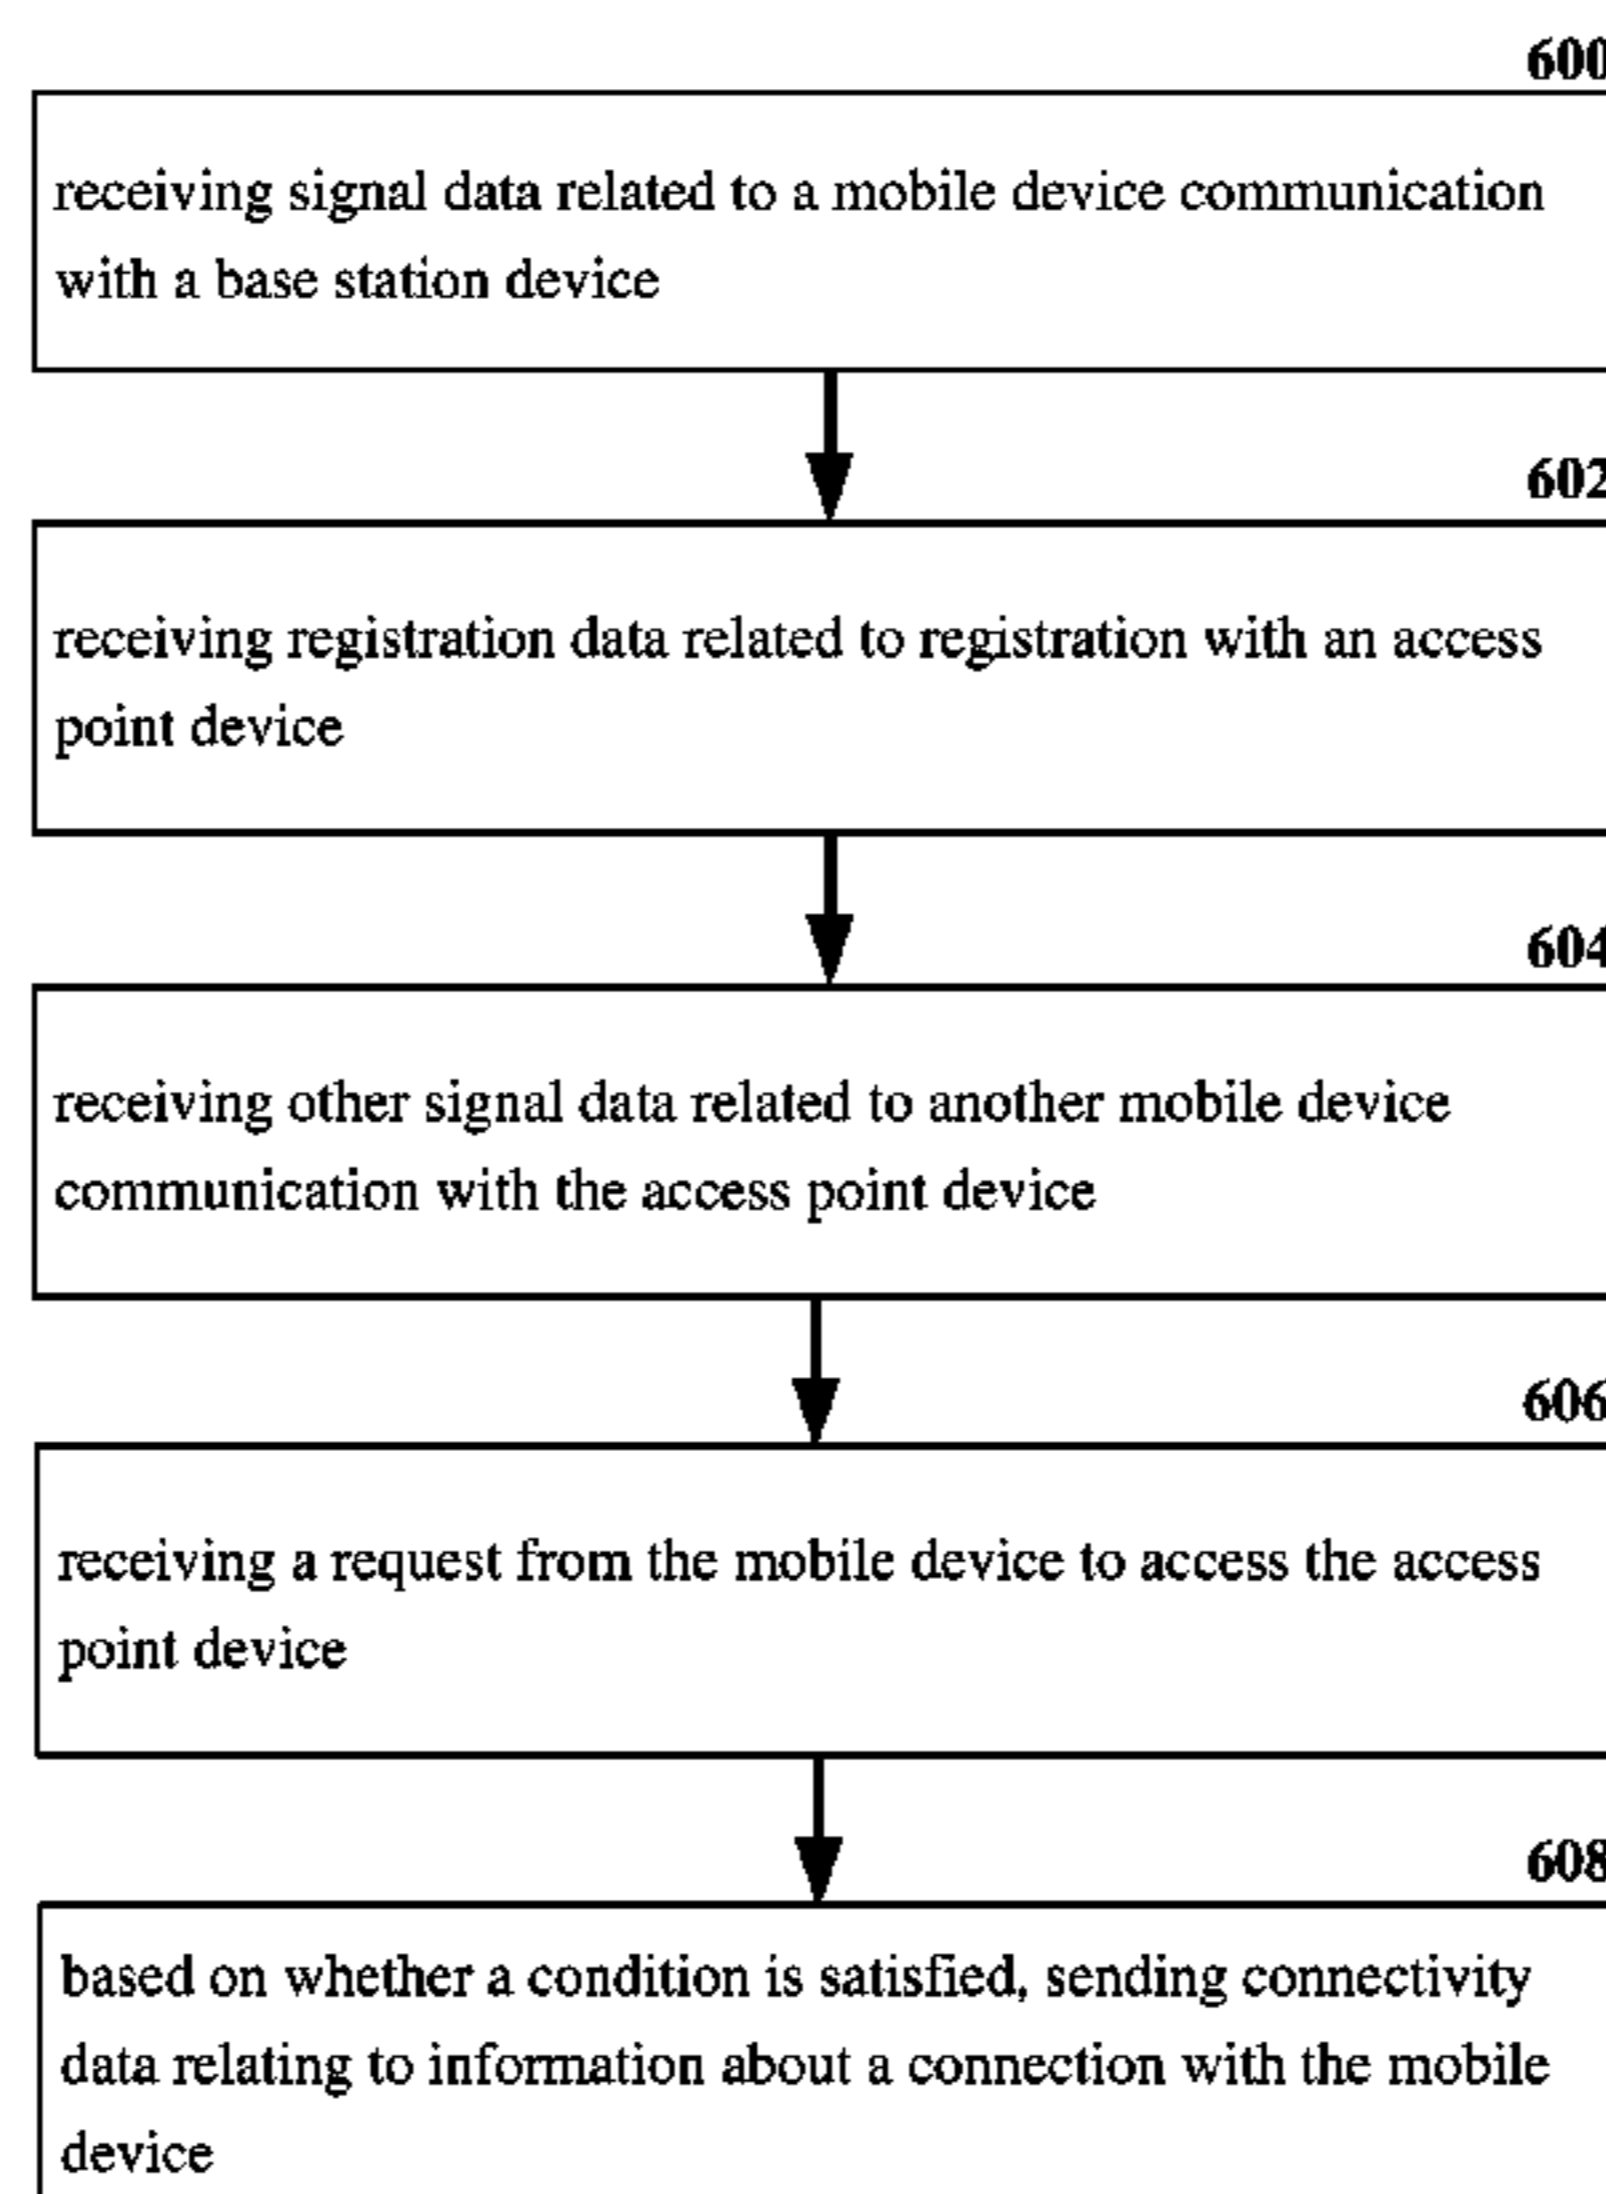 600
receiving signal data related to a mobile device communication
with a base station device
602
receiving registration data related to registration with an access
point device
604
receiving other signal data related to another mobile device
communication with the access point device
606
receiving a request from the mobile device to access the access
point device
608
based on whether a condition is satisfied, sending connectivity
data relating to information about a connection with the mobile
device